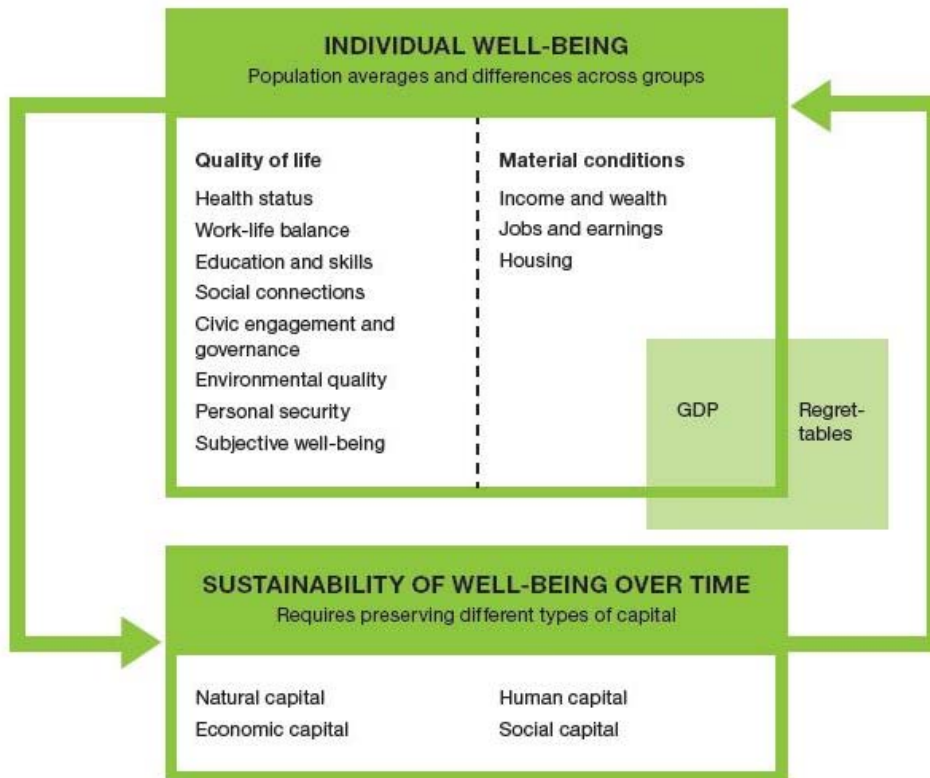 INDIVIDUAL WELL-BEING
Population averages and differences across groups
Quality of life
Health status
Work-life balance
Education and skills
Social connections
Civic engagement and
governance
Environmental quality
Personal security
Subjective well-being
Material conditions
Income and wealth
Jobs and earnings
Housing
GDP
Regret-
tables
SUSTAINABILITY OF WELL-BEING OVER TIME
Requires preserving different types of capital
Natural capital
Economic capital
Human capital
Social capital